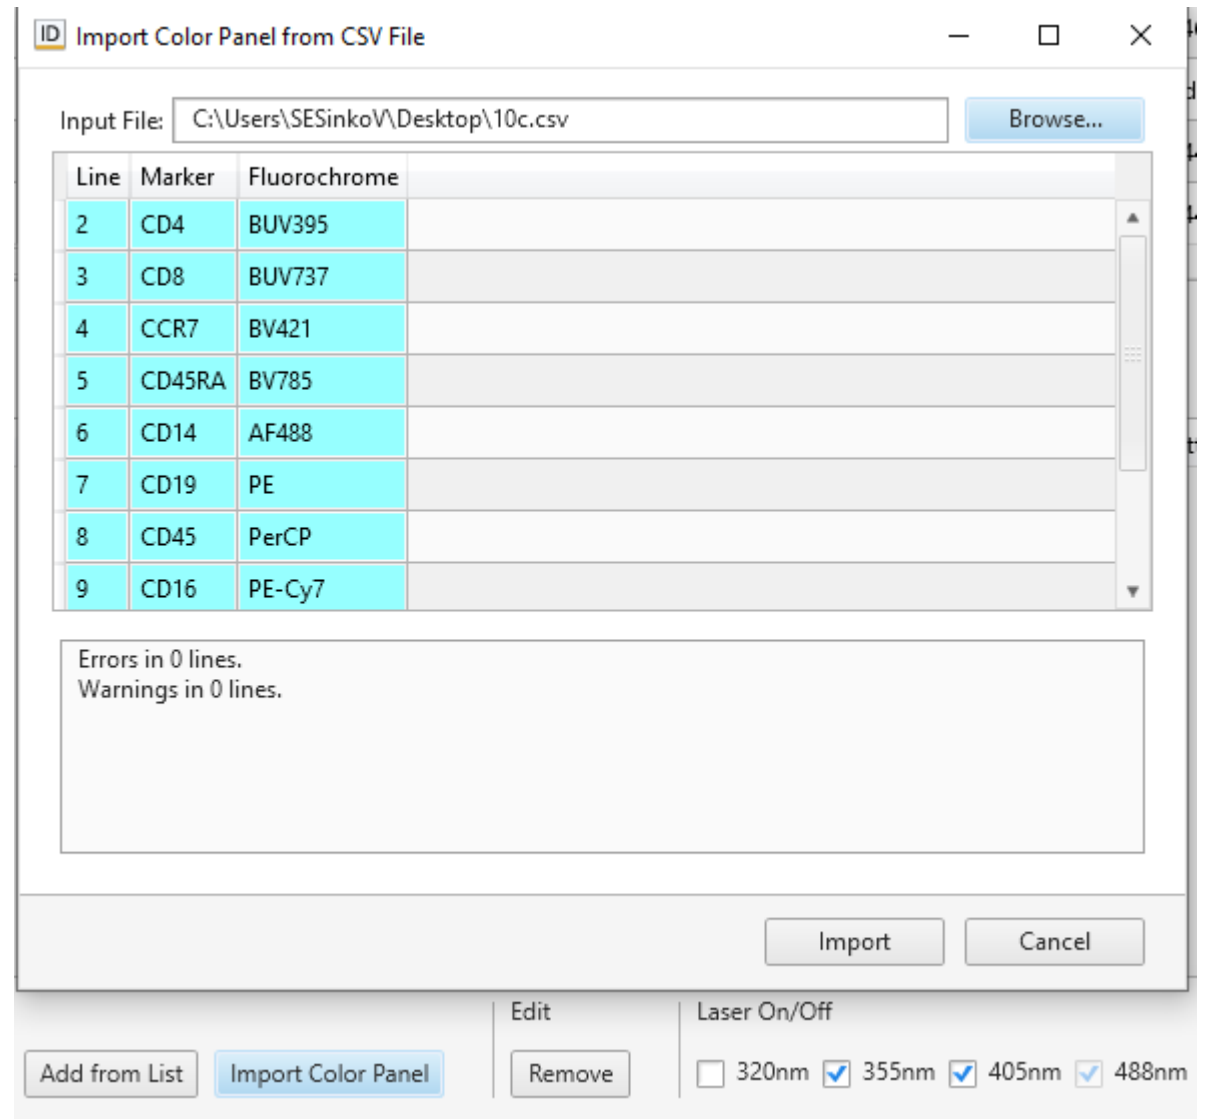 ID Import Color Panel from CSV File
Input File: C:\Users\SESinkoV\Desktop\10c.csv Browse...
Line Marker Fluorochrome
2 CD4 BUV395
3 CD8 BUV737
4 CCR7 BV421
5 CD45RA BV785
6 CD14 AF488
7 CD19 PE
8 CD45 PerCP
9 CD16 PE-Cy7
Errors in 0 lines.
Warnings in 0 lines.
Import Cancel
Edit Laser On/Off
Add from List Import Color Panel Remove 320nm 355nm 405nm 488nm